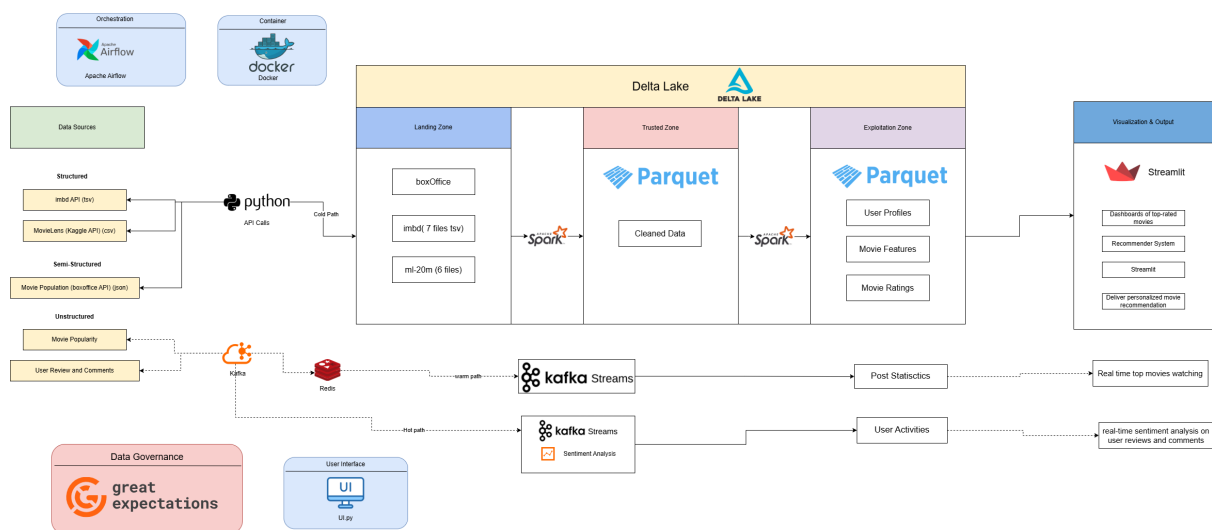 Orchestration
APACHE
Airflow
Apache Airflow
Container
docker
Docker
Delta Lake
DELTA LAKE
Data Sources
Landing Zone
Trusted Zone
Exploitation Zone
Visualization & Output
Structured
imbd API (tsv)
MovieLens (Kaggle API) (csv)
Semi-Structured
Movie Population (boxoffice API) (json)
Unstructured
Movie Popularity
User Review and Comments
python
API Calls
Cold Path
boxOffice
imbd( 7 files tsv)
ml-20m (6 files)
APACHE
Spark
Parquet
Cleaned Data
APACHE
Spark
Parquet
User Profiles
Movie Features
Movie Ratings
Streamlit
Dashboards of top-rated
movies
Recommender System
Streamlit
Deliver personalized movie
recommendation
Kafka
Redis
warm path
kafka Streams
Post Statisctics
Real time top movies watching
Hot path
kafka Streams
Sentiment Analysis
User Activities
real-time sentiment analysis on
user reviews and comments
Data Governance
great
expectations
User Interface
UI
UI.py